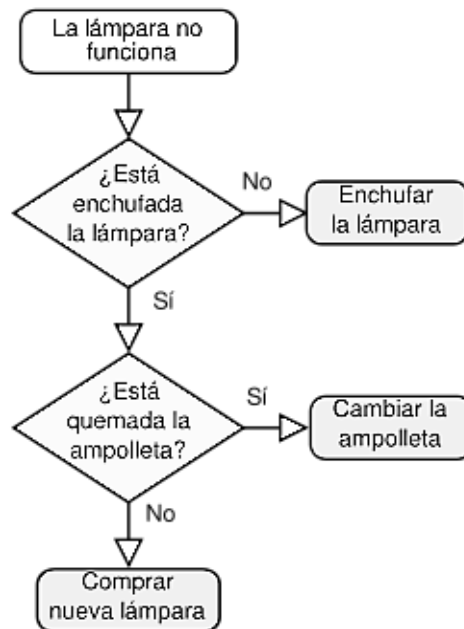 La lámpara no
funciona
¿Está
enchufada
la lámpara?
No
Enchufar
la lámpara
Sí
¿Está
quemada la
ampolleta?
Sí
Cambiar la
ampolleta
No
Comprar
nueva lámpara